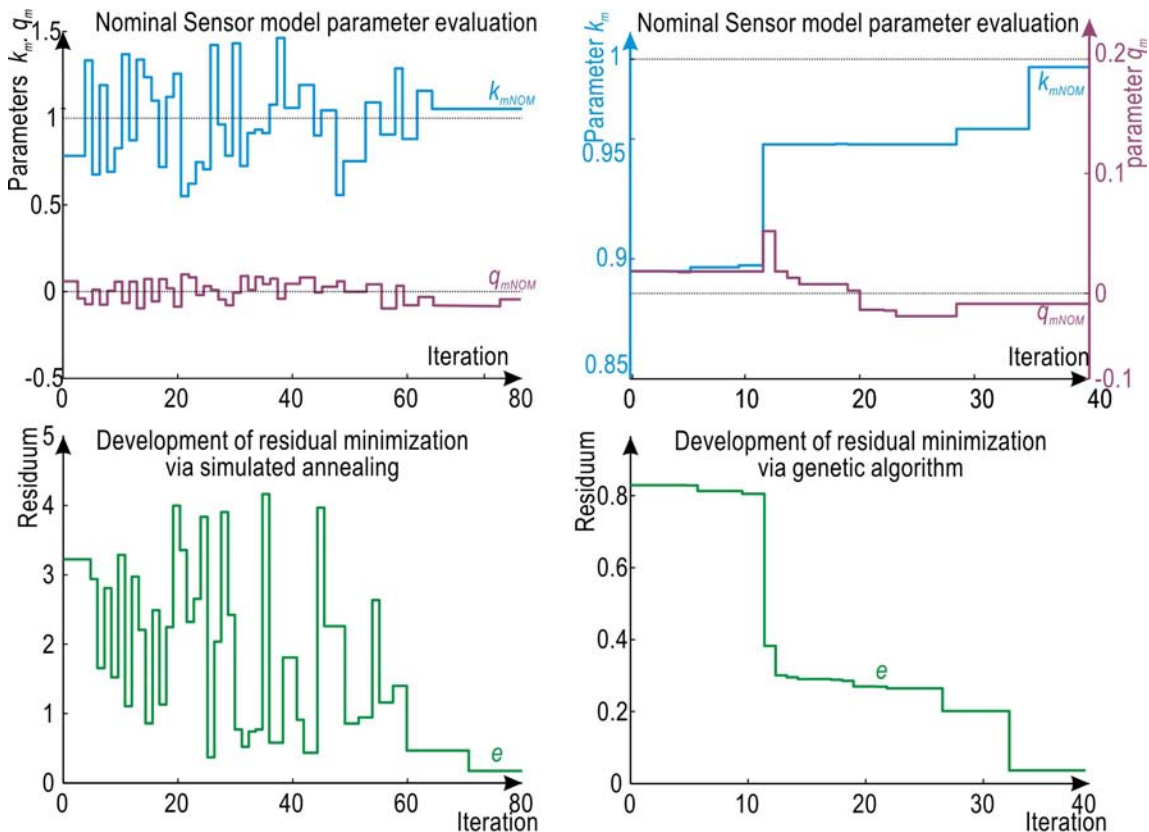 Nominal Sensor model parameter evaluation
Parameters k_m, q_m
1.5
1
0.5
0
-0.5
k_mNOM
q_mNOM
Iteration
0
20
40
60
80
Nominal Sensor model parameter evaluation
Parameter k_m
1
0.95
0.9
0.85
parameter q_m
0.2
0.1
0
-0.1
k_mNOM
q_mNOM
Iteration
0
10
20
30
40
Development of residual minimization
via simulated annealing
Residuum
5
4
3
2
1
0
e
0
20
40
60
80
Iteration
Development of residual minimization
via genetic algorithm
Residuum
0.8
0.6
0.4
0.2
0
e
0
10
20
30
40
Iteration